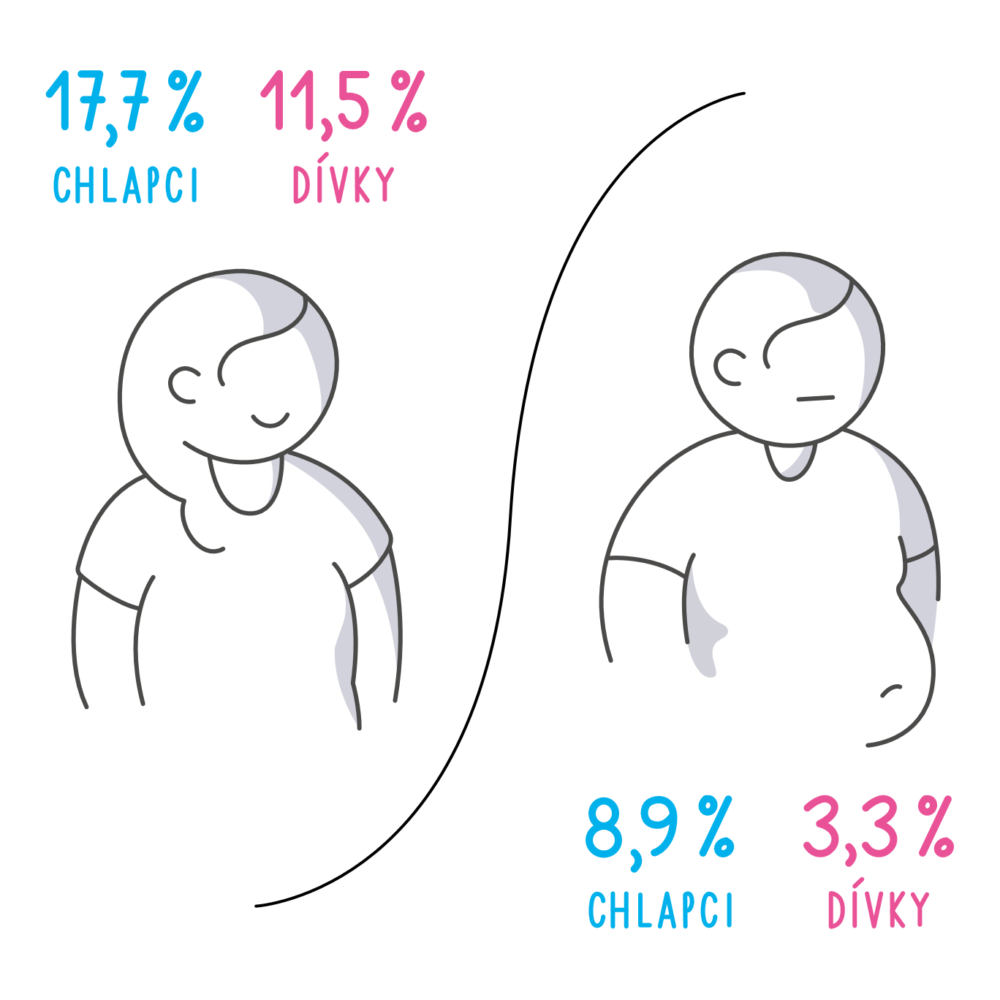 17,7 % 11,5 %
CHLAPCI DÍVKY
8,9 % 3,3 %
CHLAPCI DÍVKY